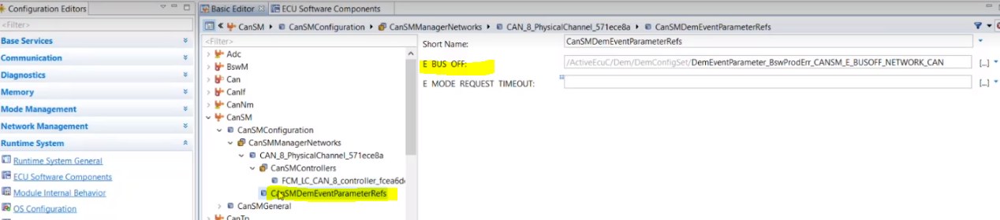 Configuration Editors
<Filter>
Base Services
Communication
Diagnostics
Memory
Mode Management
Network Management
Runtime System
Runtime System General
ECU Software Components
Module Internal Behavior
OS Configuration
Basic Editor
ECU Software Components
CanSM
CanSMConfiguration
CanSMManagerNetworks
CAN_8_PhysicalChannel_571ece8a
CanSMDemEventParameterRefs
<Filter>
Adc
BswM
Can
CanIf
CanNm
CanSM
CanSMConfiguration
CanSMManagerNetworks
CAN_8_PhysicalChannel_571ece8a
CanSMControllers
FCM_LC_CAN_8_controller_fcea6d
CanSMDemEventParameterRefs
CanSMGeneral
CanTp
Short Name: CanSMDemEventParameterRefs
E BUS OFF: /ActiveEcuC/Dem/DemConfigSet/DemEventParameter_BswProdErr_CANSM_E_BUSOFF_NETWORK_CAN [...]
E MODE REQUEST TIMEOUT: [...]